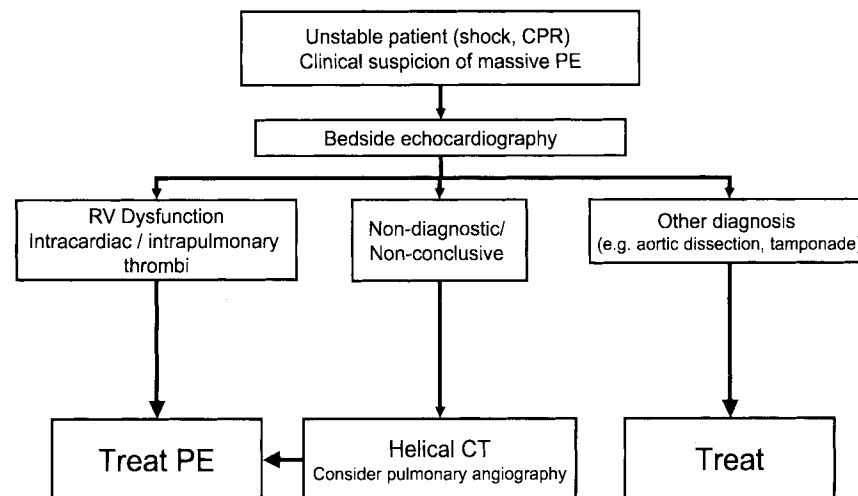 Unstable patient (shock, CPR)
Clinical suspicion of massive PE
Bedside echocardiography
RV Dysfunction
Intracardiac / intrapulmonary
thrombi
Non-diagnostic/
Non-conclusive
Other diagnosis
(e.g. aortic dissection, tamponade)
Treat PE
Helical CT
Consider pulmonary angiography
Treat